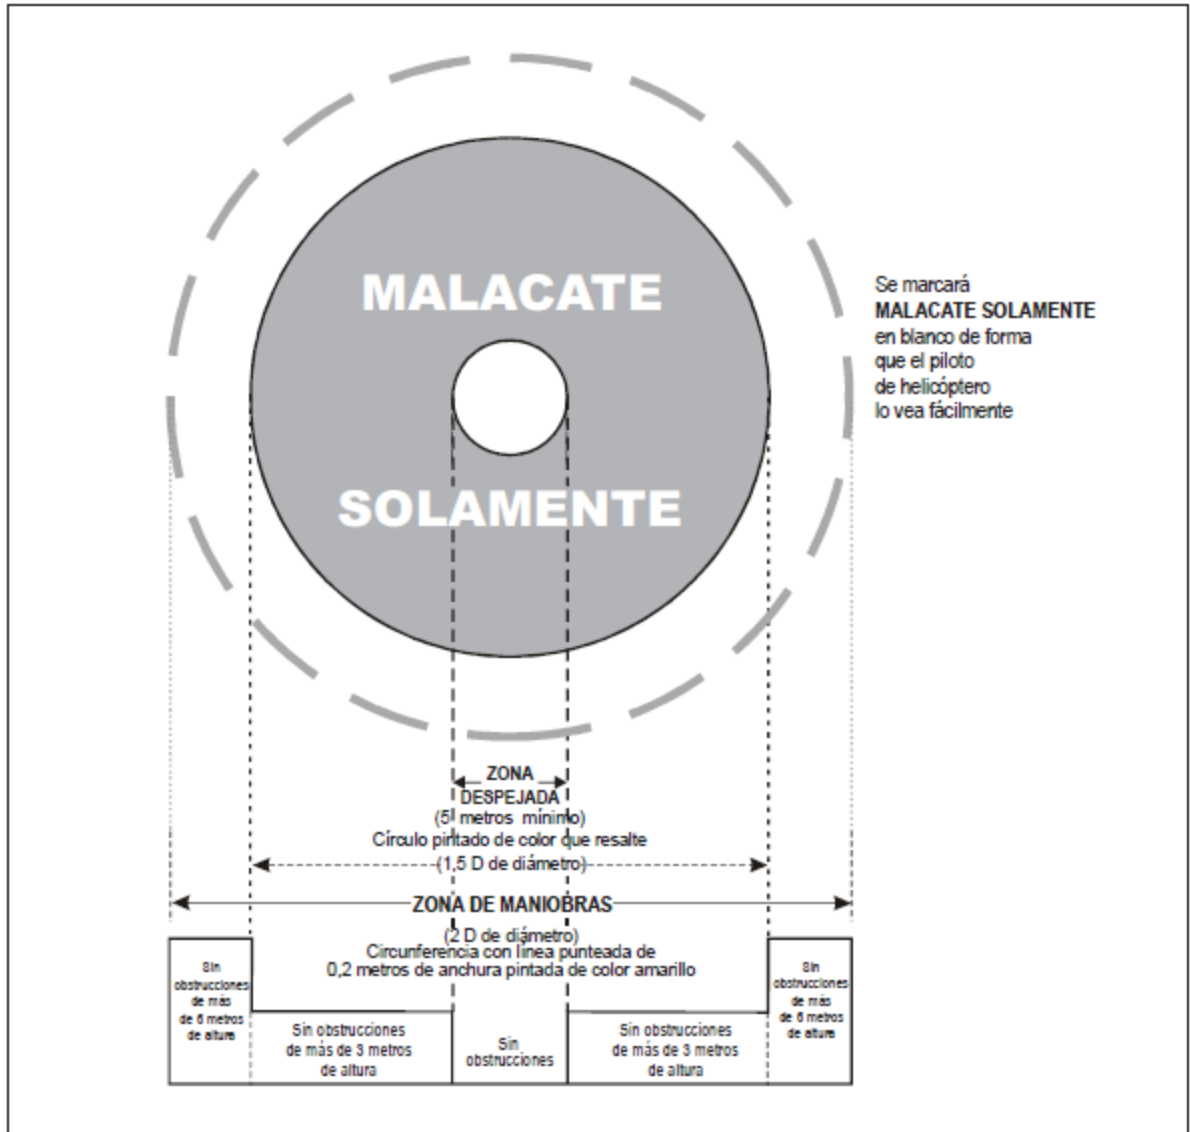 MALACATE
SOLAMENTE
Se marcará
MALACATE SOLAMENTE
en blanco de forma
que el piloto
de helicóptero
lo vea fácilmente
ZONA
DESPEJADA
(5 metros mínimo)
Círculo pintado de color que resalte
(1,5 D de diámetro)
ZONA DE MANIOBRAS
(2 D de diámetro)
Circunferencia con línea punteada de
0,2 metros de anchura pintada de color amarillo
Sin
obstrucciones
de más
de 6 metros
de altura
Sin obstrucciones
de más de 3 metros
de altura
Sin
obstrucciones
Sin obstrucciones
de más de 3 metros
de altura
Sin
obstrucciones
de más
de 6 metros
de altura